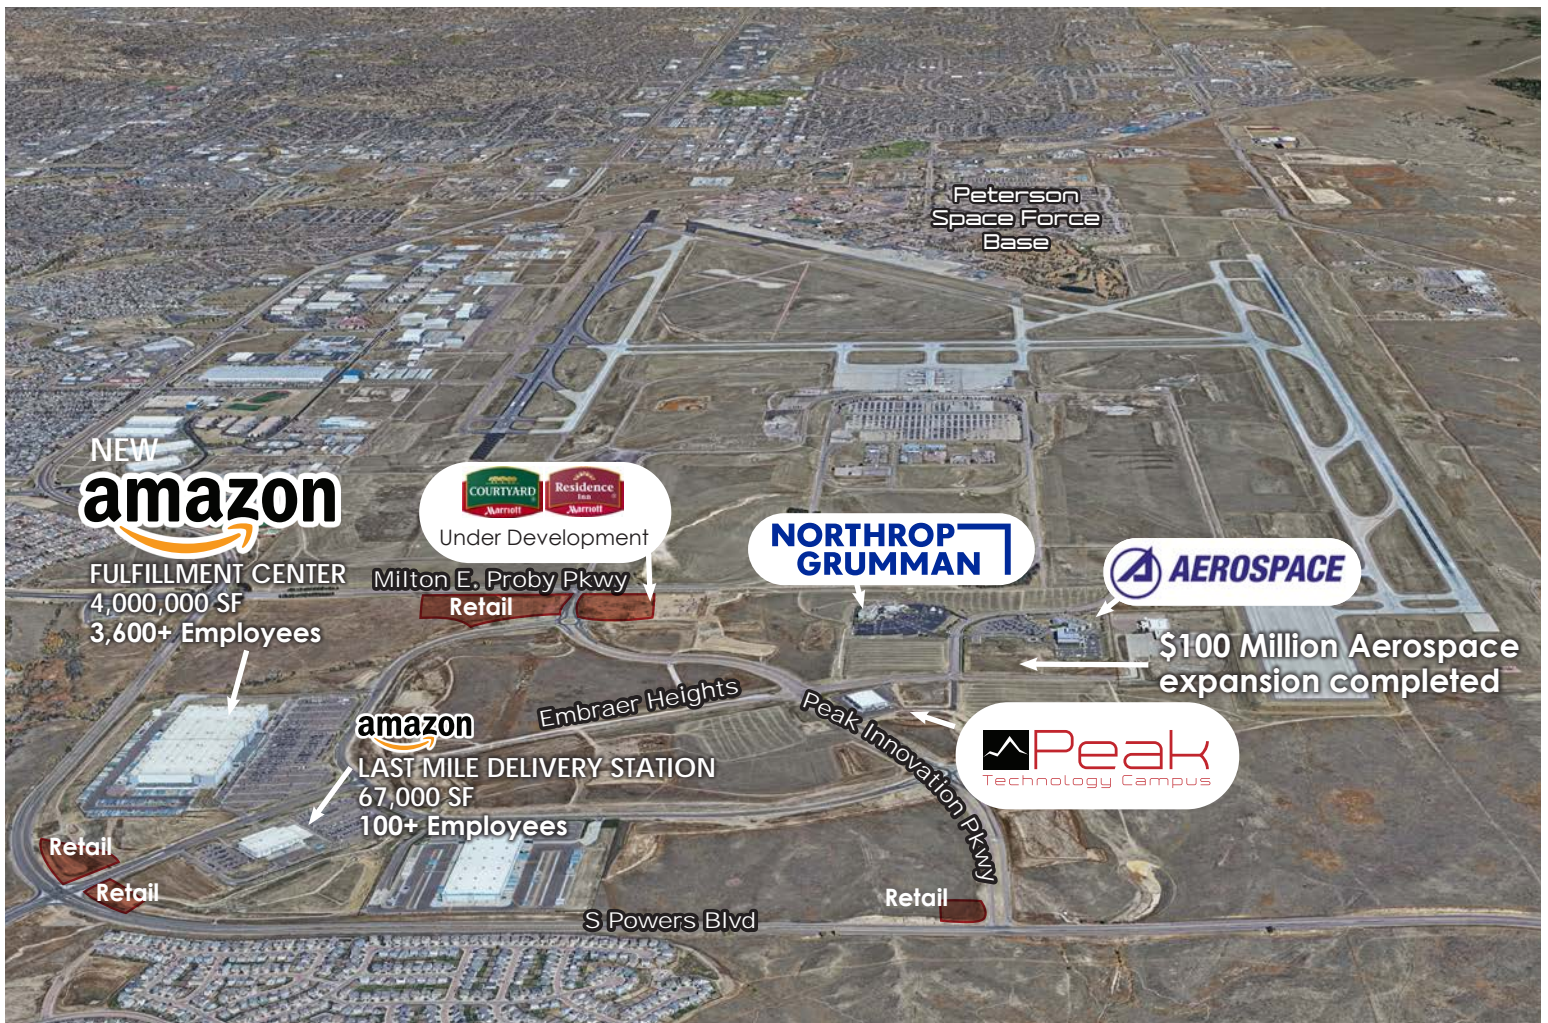 Peterson
Space Force
Base
NEW
amazon
FULFILLMENT CENTER
4,000,000 SF
3,600+ Employees
COURTYARD
Marriott
Residence
Inn
Marriott
Under Development
Milton E. Proby Pkwy
Retail
NORTHROP
GRUMMAN
AEROSPACE
$100 Million Aerospace
expansion completed
Embraer Heights
Peak Innovation Pkwy
Peak
Technology Campus
amazon
LAST MILE DELIVERY STATION
67,000 SF
100+ Employees
Retail
Retail
Retail
S Powers Blvd